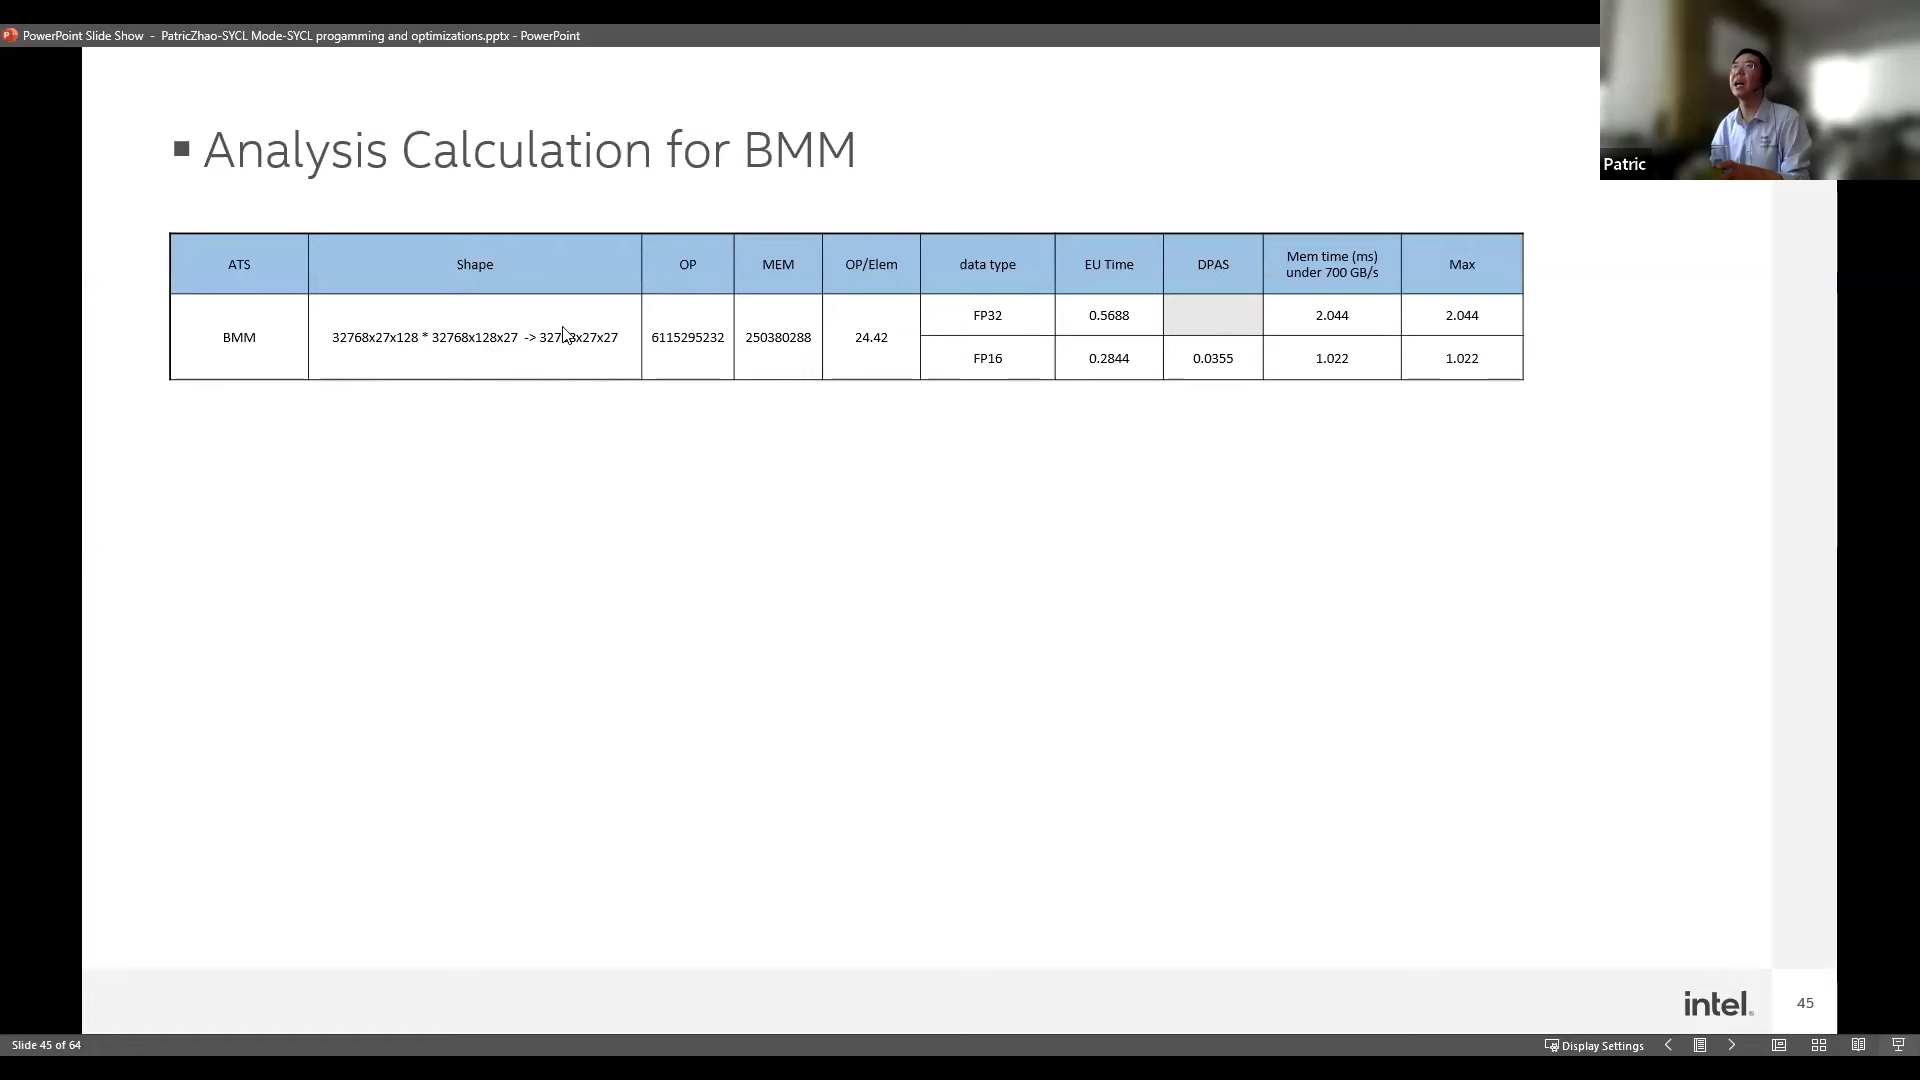 PowerPoint Slide Show - PatricZhao-SYCL Mode-SYCL progamming and optimizations.pptx - PowerPoint
Patric
Analysis Calculation for BMM
ATS Shape OP MEM OP/Elem data type EU Time DPAS Mem time (ms) under 700 GB/s Max
BMM 32768x27x128 * 32768x128x27 -> 32768x27x27 6115295232 250380288 24.42 FP32 0.5688 2.044 2.044
FP16 0.2844 0.0355 1.022 1.022
intel.
45
Slide 45 of 64
Display Settings